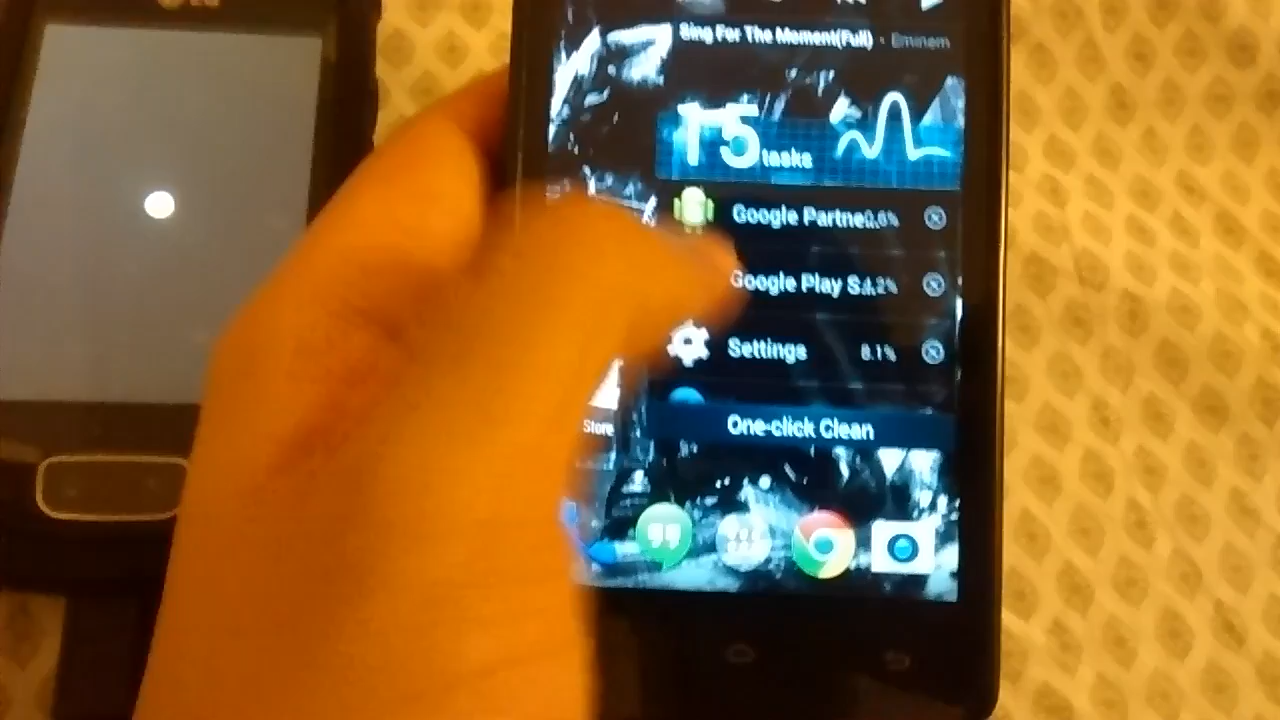 LG
Sing For The Moment(Full) - Eminem
15 tasks
Google Partne...
Google Play S...
Settings 8.1%
Store
One-click Clean